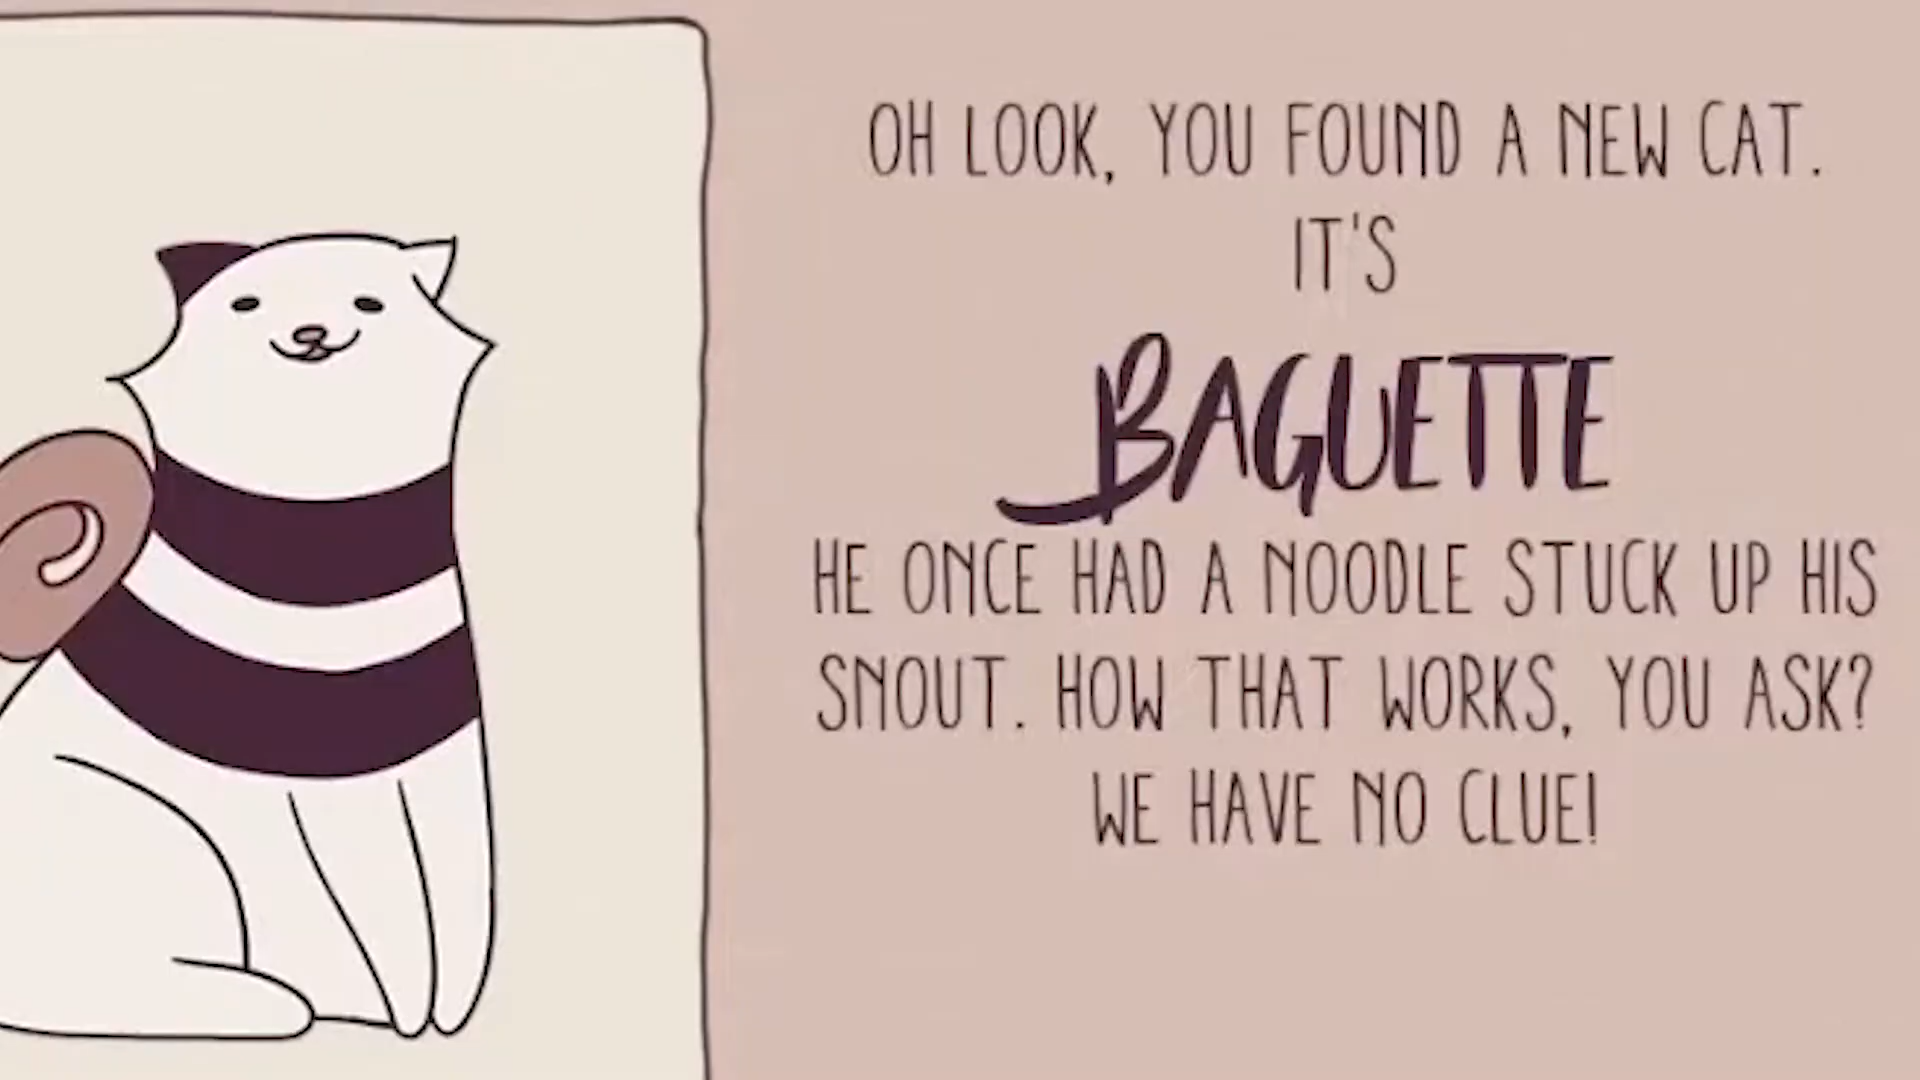 OH LOOK, YOU FOUND A NEW CAT.
IT'S
BAGUETTE
HE ONCE HAD A NOODLE STUCK UP HIS
SNOUT. HOW THAT WORKS, YOU ASK?
WE HAVE NO CLUE!